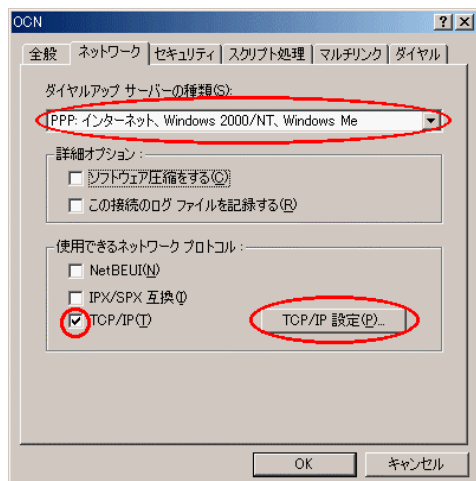 OCN
全般 ネットワーク セキュリティ スクリプト処理 マルチリンク ダイヤル
ダイヤルアップ サーバーの種類(S):
PPP: インターネット、Windows 2000/NT、Windows Me
詳細オプション:
ソフトウェア圧縮をする(C)
この接続のログ ファイルを記録する(R)
使用できるネットワーク プロトコル:
NetBEUI(N)
IPX/SPX 互換(I)
TCP/IP(T) TCP/IP 設定(P)...
OK キャンセル